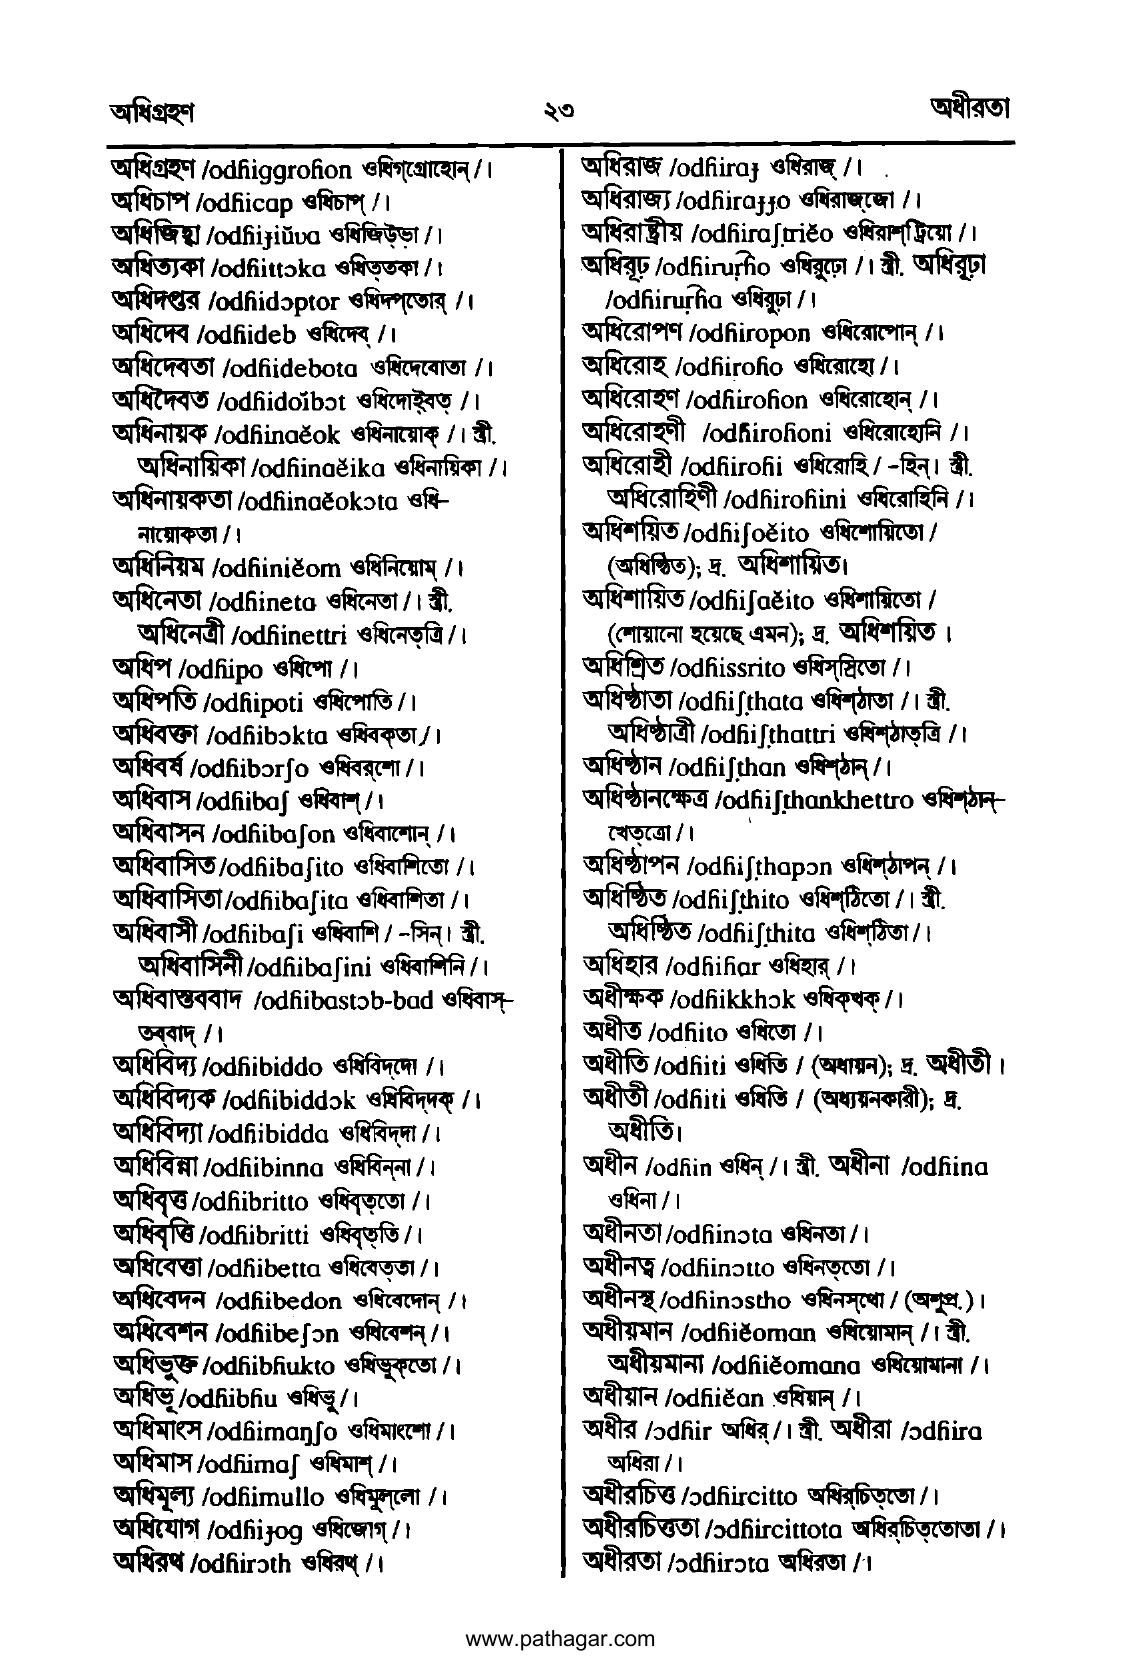 অধিগ্রহণ ২৩ অধীরতা
অধিগ্রহণ /odɦiggroɦon ওধিগ্গ্রোহোন্ /।
অধিচাপ /odɦicap ওধিচাপ্ /।
অধিজিহ্বা /odɦiɟiŭʋa ওধিজিউ্ভা /।
অধিত্যকা /odɦittɔka ওধিত্তকা /।
অধিদপ্তর /odɦidɔptor ওধিদপ্তোর্ /।
অধিদেব /odɦideb ওধিদেব্ /।
অধিদেবতা /odɦidebota ওধিদেবোতা /।
অধিদৈবত /odɦidoĭbɔt ওধিদোই্বত্ /।
অধিনায়ক /odɦinaĕok ওধিনায়োক্ /। স্ত্রী.
অধিনায়িকা /odɦinaĕika ওধিনায়িকা /।
অধিনায়কতা /odɦinaĕokɔta ওধি–
নায়োকতা /।
অধিনিয়ম /odɦiniĕom ওধিনিয়োম্ /।
অধিনেতা /odɦineta ওধিনেতা /। স্ত্রী.
অধিনেত্রী /odɦinettri ওধিনেত্ত্রি /।
অধিপ /odɦipo ওধিপো /।
অধিপতি /odɦipoti ওধিপোতি /।
অধিবক্তা /odɦibɔkta ওধিবক্তা /।
অধিবর্ষ /odɦibɔrʃo ওধিবর্শো /।
অধিবাস /odɦibaʃ ওধিবাশ্ /।
অধিবাসন /odɦibaʃon ওধিবাশোন্ /।
অধিবাসিত /odɦibaʃito ওধিবাশিতো /।
অধিবাসিতা /odɦibaʃita ওধিবাশিতা /।
অধিবাসী /odɦibaʃi ওধিবাশি / -সিন্। স্ত্রী.
অধিবাসিনী /odɦibaʃini ওধিবাশিনি /।
অধিবাস্তববাদ /odɦibastɔb-bad ওধিবাস্–
তব্বাদ্ /।
অধিবিদ্য /odɦibiddo ওধিবিদ্দো /।
অধিবিদ্যক /odɦibiddɔk ওধিবিদ্দক্ /।
অধিবিদ্যা /odɦibidda ওধিবিদ্দা /।
অধিবিন্না /odɦibinna ওধিবিন্না /।
অধিবৃত্ত /odɦibritto ওধিবৃত্তো /।
অধিবৃত্তি /odɦibritti ওধিবৃত্তি /।
অধিবেত্তা /odɦibetta ওধিবেত্তা /।
অধিবেদন /odɦibedon ওধিবেদোন্ /।
অধিবেশন /odɦibeʃɔn ওধিবেশন্ /।
অধিভুক্ত /odɦibɦukto ওধিভুক্তো /।
অধিভূ /odɦibɦu ওধিভু /।
অধিমাংস /odɦimaŋʃo ওধিমাংশো /।
অধিমাস /odɦimaʃ ওধিমাশ্ /।
অধিমূল্য /odɦimullo ওধিমুল্লো /।
অধিযোগ /odɦiɟog ওধিজোগ্ /।
অধিরথ /odɦirɔth ওধিরথ্ /।
অধিরাজ /odɦiraɟ ওধিরাজ্ /।
অধিরাজ্য /odɦiraɟɟo ওধিরাজ্জো /।
অধিরাষ্ট্রীয় /odɦiraʃtriĕo ওধিরাশ্ট্রিয়ো /।
অধিরূঢ় /odɦiruṛɦo ওধিরুঢ়ো /। স্ত্রী. অধিরূঢ়া
/odɦiruṛɦa ওধিরুঢ়া /।
অধিরোপণ /odɦiropon ওধিরোপোন্ /।
অধিরোহ /odɦiroɦo ওধিরোহো /।
অধিরোহণ /odɦiroɦon ওধিরোহোন্ /।
অধিরোহণী /odɦiroɦoni ওধিরোহোনি /।
অধিরোহী /odɦiroɦi ওধিরোহি / -হিন্। স্ত্রী.
অধিরোহিণী /odɦiroɦini ওধিরোহিনি /।
অধিশয়িত /odɦiʃoĕito ওধিশোয়িতো /
(অধিষ্ঠিত); দ্র. অধিশায়িত।
অধিশায়িত /odɦiʃaĕito ওধিশায়িতো /
(শোয়ানো হয়েছে এমন); দ্র. অধিশয়িত ।
অধিশ্রিত /odɦissrito ওধিস্স্রিতো /।
অধিষ্ঠাতা /odɦiʃṭhata ওধিশ্ঠাতা /। স্ত্রী.
অধিষ্ঠাত্রী /odɦiʃṭhattri ওধিশ্ঠাত্ত্রি /।
অধিষ্ঠান /odɦiʃṭhan ওধিশ্ঠান্ /।
অধিষ্ঠানক্ষেত্র /odɦiʃṭhankhettro ওধিশ্ঠান্–
খেত্ত্রো /।
অধিষ্ঠাপন /odɦiʃṭhapɔn ওধিশ্ঠাপন্ /।
অধিষ্ঠিত /odɦiʃṭhito ওধিশ্ঠিতো /। স্ত্রী.
অধিষ্ঠিত /odɦiʃṭhita ওধিশ্ঠিতা /।
অধিহার /odɦiɦar ওধিহার্ /।
অধীক্ষক /odɦikkhɔk ওধিক্খক্ /।
অধীত /odɦito ওধিতো /।
অধীতি /odɦiti ওধিতি / (অধ্যয়ন); দ্র. অধীতী ।
অধীতী /odɦiti ওধিতি / (অধ্যয়নকারী); দ্র.
অধীতি।
অধীন /odɦin ওধিন্ /। স্ত্রী. অধীনা /odɦina
ওধিনা /।
অধীনতা /odɦinɔta ওধিনতা /।
অধীনত্ব /odɦinɔtto ওধিনত্তো /।
অধীনস্থ /odɦinɔstho ওধিনস্থো / (অশুপ্র.)।
অধীয়মান /odɦiĕoman ওধিয়োমান্ /। স্ত্রী.
অধীয়মানা /odɦiĕomana ওধিয়োমানা /।
অধীয়ান /odɦiĕan ওধিয়ান্ /।
অধীর /ɔdɦir অধির্ /। স্ত্রী. অধীরা /ɔdɦira
অধিরা /।
অধীরচিত্ত /ɔdɦircitto অধির্চিত্তো /।
অধীরচিত্ততা /ɔdɦircittota অধির্চিত্তোতা /।
অধীরতা /ɔdɦirɔta অধিরতা /।
www.pathagar.com